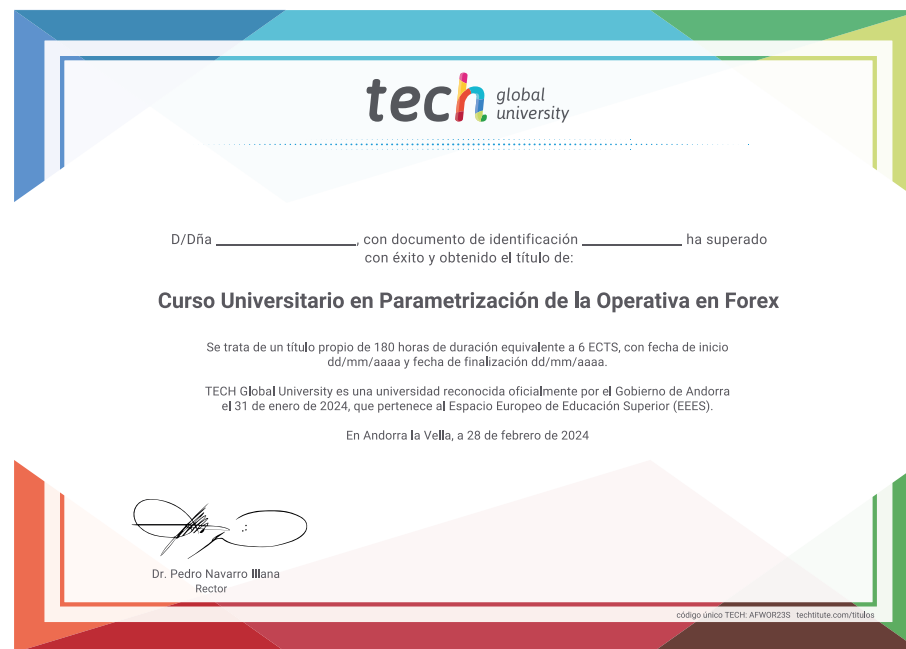 tech global university
D/Dña ______________, con documento de identificación __________ ha superado
con éxito y obtenido el título de:
Curso Universitario en Parametrización de la Operativa en Forex
Se trata de un título propio de 180 horas de duración equivalente a 6 ECTS, con fecha de inicio
dd/mm/aaaa y fecha de finalización dd/mm/aaaa.
TECH Global University es una universidad reconocida oficialmente por el Gobierno de Andorra
el 31 de enero de 2024, que pertenece al Espacio Europeo de Educación Superior (EEES).
En Andorra la Vella, a 28 de febrero de 2024
Dr. Pedro Navarro Illana
Rector
código único TECH: AFWOR23S techtitute.com/titulos